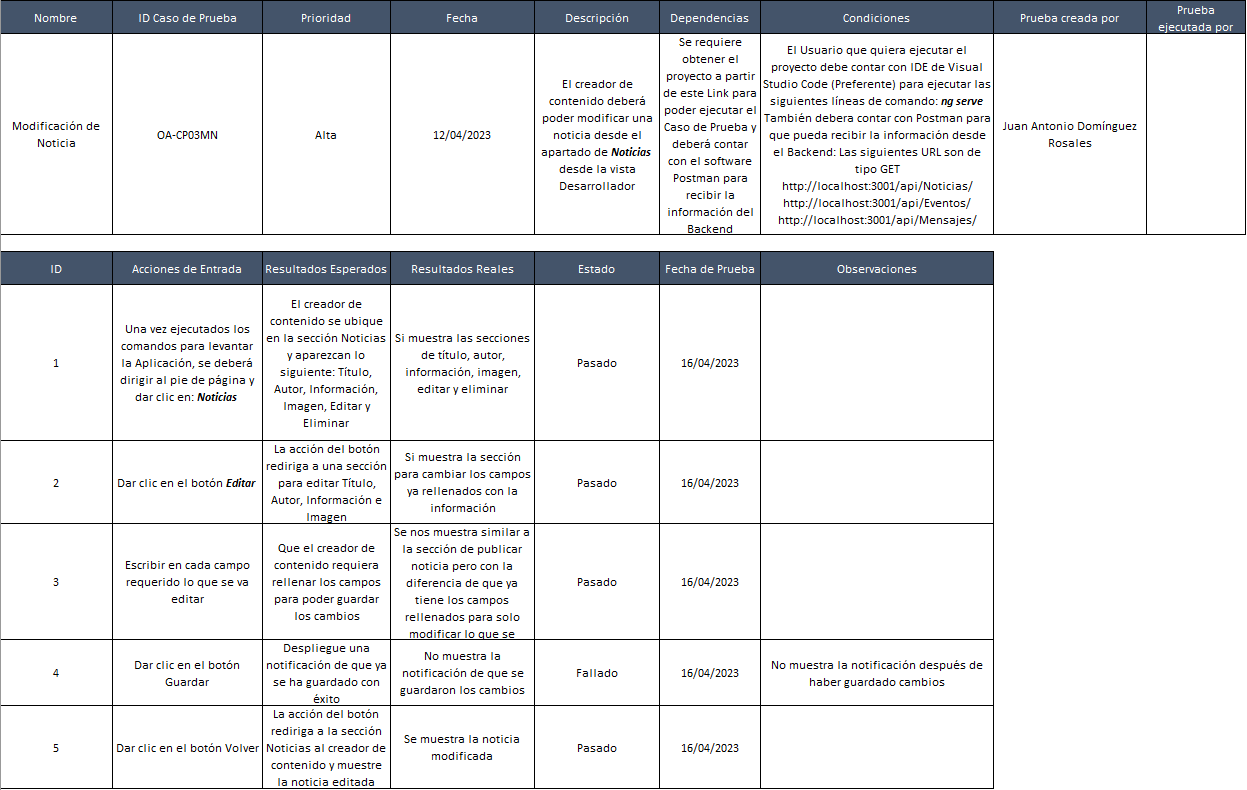 Nombre
ID Caso de Prueba
Prioridad
Fecha
Descripción
Dependencias
Condiciones
Prueba creada por
Prueba
ejecutada por
Modificación de
Noticia
OA-CP03MN
Alta
12/04/2023
El creador de
contenido deberá
poder modificar una
noticia desde el
apartado de Noticias
desde la vista
Desarrollador
Se requiere
obtener el
proyecto a partir
de este Link para
poder ejecutar el
Caso de Prueba y
deberá contar
con el software
Postman para
recibir la
información del
Backend
El Usuario que quiera ejecutar el
proyecto debe contar con IDE de Visual
Studio Code (Preferente) para ejecutar las
siguientes líneas de comando: ng serve
También debera contar con Postman para
que pueda recibir la información desde
el Backend: Las siguientes URL son de
tipo GET
http://localhost:3001/api/Noticias/
http://localhost:3001/api/Eventos/
http://localhost:3001/api/Mensajes/
Juan Antonio Domínguez
Rosales
ID
Acciones de Entrada
Resultados Esperados
Resultados Reales
Estado
Fecha de Prueba
Observaciones
1
Una vez ejecutados los
comandos para levantar
la Aplicación, se deberá
dirigir al pie de página y
dar clic en: Noticias
El creador de
contenido se ubique
en la sección Noticias
y aparezcan lo
siguiente: Título,
Autor, Información,
Imagen, Editar y
Eliminar
Si muestra las secciones
de título, autor,
información, imagen,
editar y eliminar
Pasado
16/04/2023
2
Dar clic en el botón Editar
La acción del botón
rediriga a una sección
para editar Título,
Autor, Información e
Imagen
Si muestra la sección
para cambiar los campos
ya rellenados con la
información
Pasado
16/04/2023
3
Escribir en cada campo
requerido lo que se va
editar
Que el creador de
contenido requiera
rellenar los campos
para poder guardar
los cambios
Se nos muestra similar a
la sección de publicar
noticia pero con la
diferencia de que ya
tiene los campos
rellenados para solo
modificar lo que se
Pasado
16/04/2023
4
Dar clic en el botón
Guardar
Despliegue una
notificación de que ya
se ha guardado con
éxito
No muestra la
notificación de que se
guardaron los cambios
Fallado
16/04/2023
No muestra la notificación después de
haber guardado cambios
5
Dar clic en el botón Volver
La acción del botón
rediriga a la sección
Noticias al creador de
contenido y muestre
la noticia editada
Se muestra la noticia
modificada
Pasado
16/04/2023